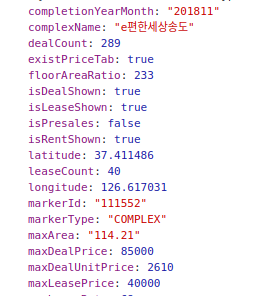 completionYearMonth: "201811"
complexName: "e편한세상송도"
dealCount: 289
existPriceTab: true
floorAreaRatio: 233
isDealShown: true
isLeaseShown: true
isPresales: false
isRentShown: true
latitude: 37.411486
leaseCount: 40
longitude: 126.617031
markerId: "111552"
markerType: "COMPLEX"
maxArea: "114.21"
maxDealPrice: 85000
maxDealUnitPrice: 2610
maxLeasePrice: 40000